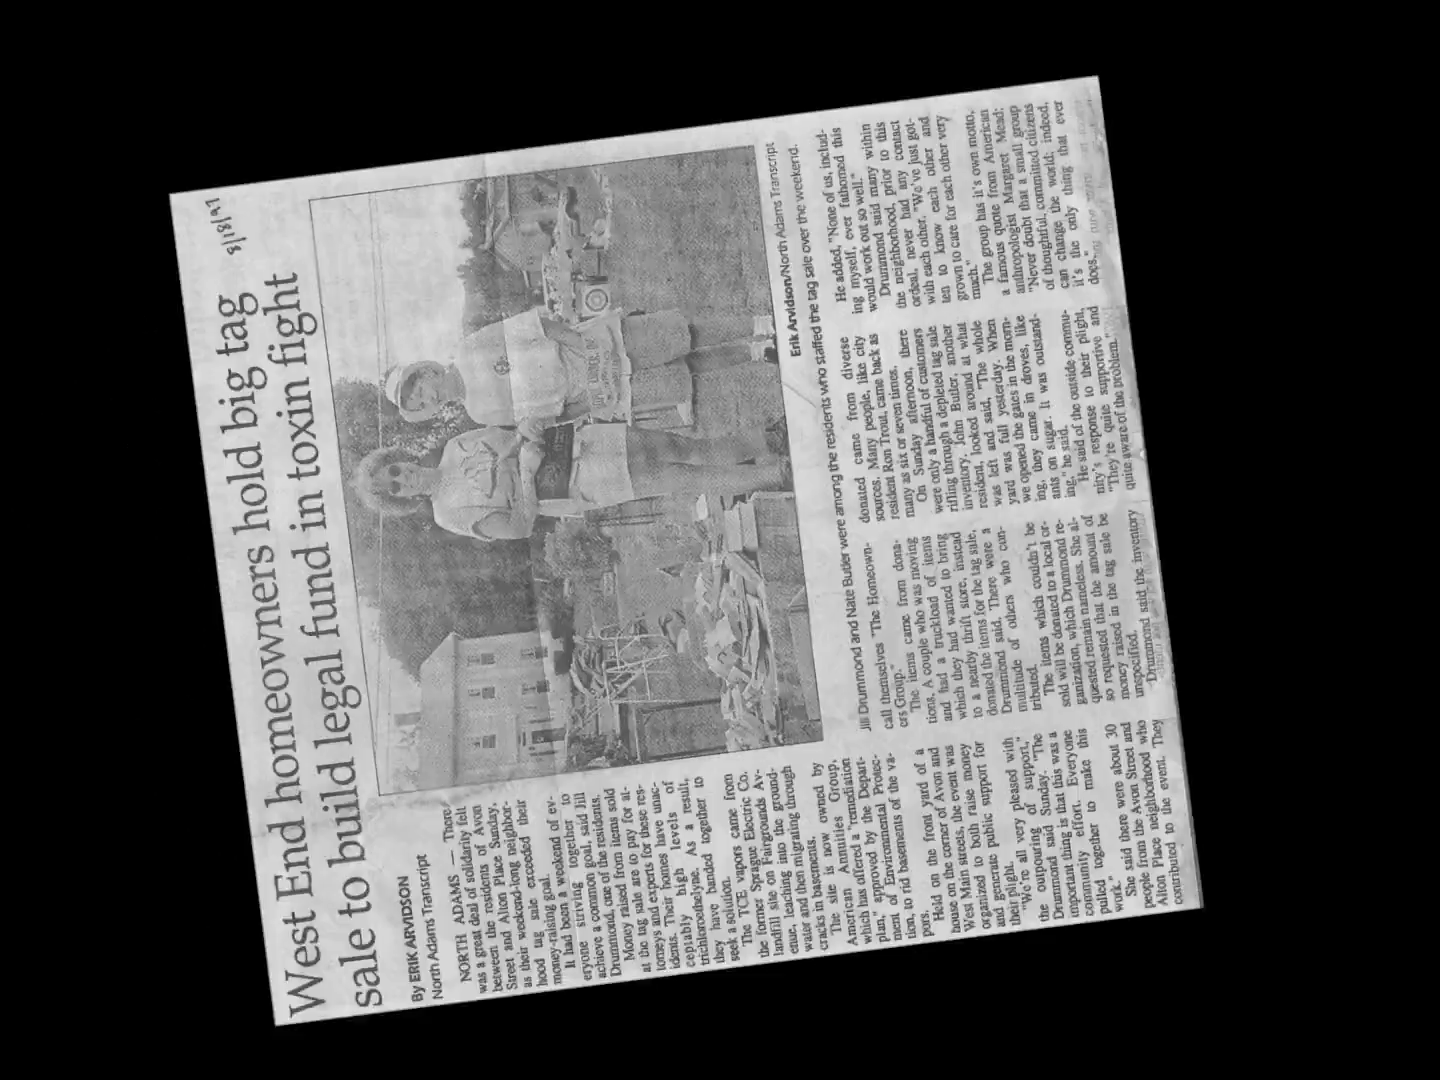 8/18/97
West End homeowners hold big tag
sale to build legal fund in toxin fight
By ERIK ARVIDSON
North Adams Transcript
NORTH ADAMS — There
was a great deal of solidarity felt
between the residents of Avon
Street and Alton Place Sunday,
as their weekend-long neighbor-
hood tag sale exceeded their
money-raising goal.
It had been a weekend of ev-
eryone striving together to
achieve a common goal, said Jill
Drummond, one of the residents.
Money raised from items sold
at the tag sale are to pay for at-
torneys and experts for these res-
idents. Their homes have unac-
ceptably high levels of
trichloroethelyne. As a result,
they have banded together to
seek a solution.
The TCE vapors came from
the former Sprague Electric Co.
landfill site on Fairgrounds Av-
enue, leaching into the ground-
water and then migrating through
cracks in basements.
The site is now owned by
American Annuities Group,
which has offered a "remediation
plan," approved by the Depart-
ment of Environmental Protec-
tion, to rid basements of the va-
pors.
Held on the front yard of a
house on the corner of Avon and
West Main streets, the event was
organized to both raise money
and generate public support for
their plight.
"We're all very pleased with
the outpouring of support,"
Drummond said Sunday. "The
important thing is that this was a
community effort. Everyone
pulled together to make this
work."
She said there were about 30
people from the Avon Street and
Alton Place neighborhood who
contributed to the event. They
Erik Arvidson/North Adams Transcript
Jill Drummond and Nate Butler were among the residents who staffed the tag sale over the weekend.
call themselves "The Homeown-
ers Group."
The items came from dona-
tions. A couple who was moving
and had a truckload of items
which they had wanted to bring
to a nearby thrift store, instead
donated the items for the tag sale,
Drummond said. There were a
multitude of others who con-
tributed.
The items which couldn't be
sold will be donated to a local or-
ganization, which Drummond re-
quested remain nameless. She al-
so requested that the amount of
money raised in the tag sale be
unspecified.
Drummond said the inventory
donated came from diverse
sources. Many people, like city
resident Ron Trout, came back as
many as six or seven times.
On Sunday afternoon, there
were only a handful of customers
rifling through a depleted tag sale
inventory. John Butler, another
resident, looked around at what
was left and said, "The whole
yard was full yesterday. When
we opened the gates in the morn-
ing, they came in droves, like
ants on sugar. It was outstand-
ing," he said.
He said of the outside commu-
nity's response to their plight,
"They're quite supportive and
quite aware of the problem."
He added, "None of us, includ-
ing myself, ever fathomed this
would work out so well."
Drummond said many within
the neighborhood, prior to this
ordeal, never had any contact
with each other. "We've just got-
ten to know each other and
grown to care for each other very
much."
The group has it's own motto,
a famous quote from American
anthropologist Margaret Mead:
"Never doubt that a small group
of thoughtful, committed citizens
can change the world; indeed,
it's the only thing that ever
does."